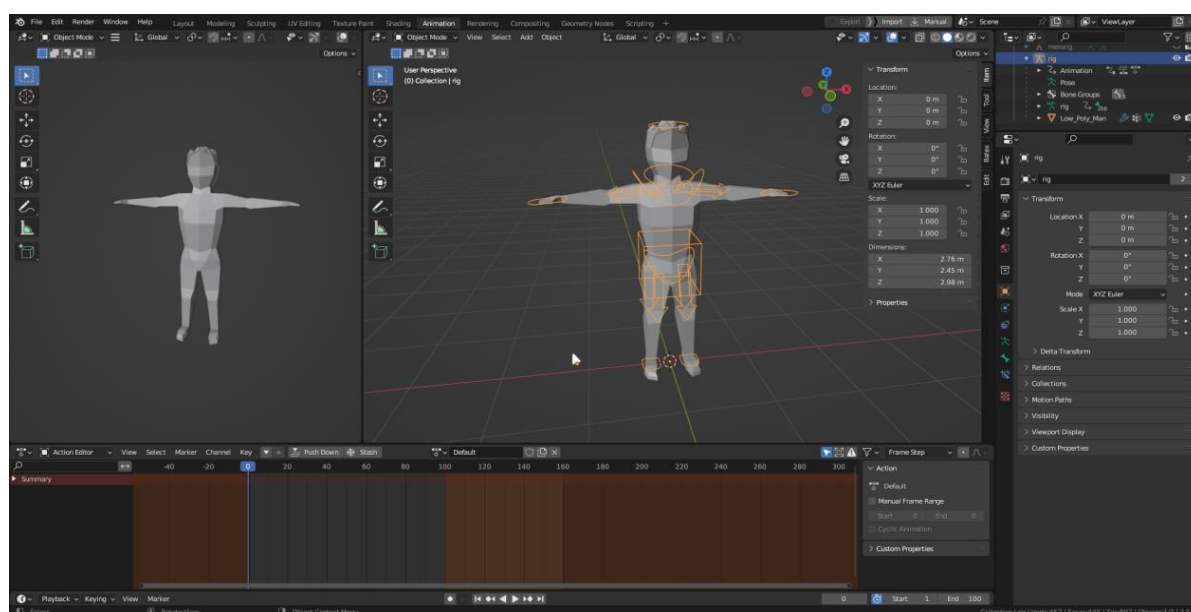 File Edit Render Window Help Layout Modeling Sculpting UV Editing Texture Paint Shading Animation Rendering Compositing Geometry Nodes Scripting + Export Import Manual Scene ViewLayer
Object Mode Global Object Mode View Select Add Object Global
Options Options
User Perspective
(0) Collection | rig
Transform
Location:
X 0 m
Y 0 m
Z 0 m
Rotation:
X 0°
Y 0°
Z 0°
XYZ Euler
Scale:
X 1.000
Y 1.000
Z 1.000
Dimensions:
X 2.76 m
Y 2.45 m
Z 2.98 m
Properties
Item
Tool
View
Edit
Z
metarig
rig
Animation
Pose
Bone Groups
rig
Low_Poly_Man
rig
rig 2
Transform
Location X 0 m
Y 0 m
Z 0 m
Rotation X 0°
Y 0°
Z 0°
Mode XYZ Euler
Scale X 1.000
Y 1.000
Z 1.000
Delta Transform
Relations
Collections
Motion Paths
Visibility
Viewport Display
Custom Properties
Action Editor View Select Marker Channel Key Push Down Stash Default Frame Step
-40 -20 0 20 40 60 80 100 120 140 160 180 200 220 240 260 280 300
Summary
Action
Default
Manual Frame Range
Start 0 End 0
Cyclic Animation
Custom Properties
Playback Keying View Marker 0 Start 1 End 100